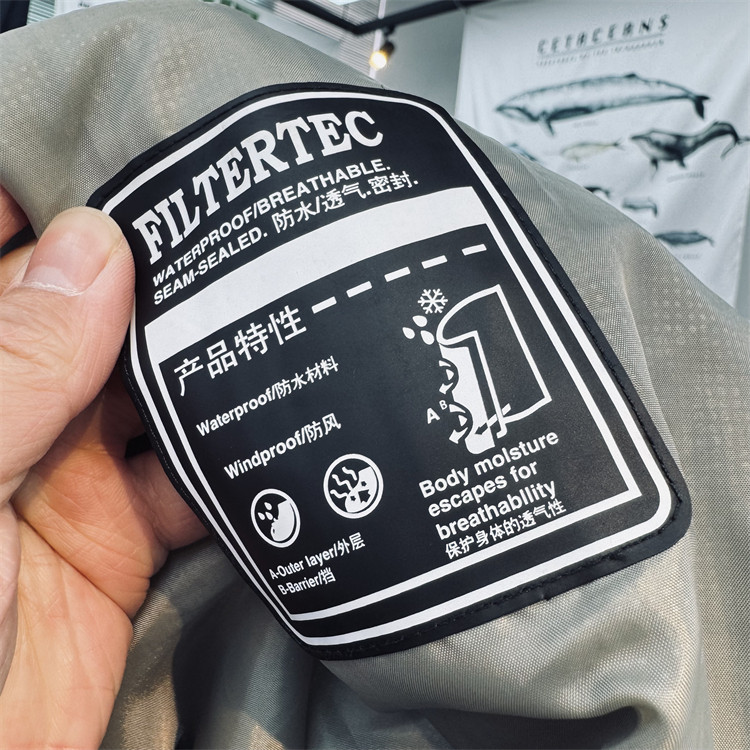 CETACEANS
FILTERTEC
WATERPROOF/BREATHABLE.
SEAM-SEALED. 防水/透气.密封.
产品特性
Waterproof/防水材料
Windproof/防风
A B
Body moisture
escapes for
breathability
保护身体的透气性
A-Outer layer/外层
B-Barrier/挡